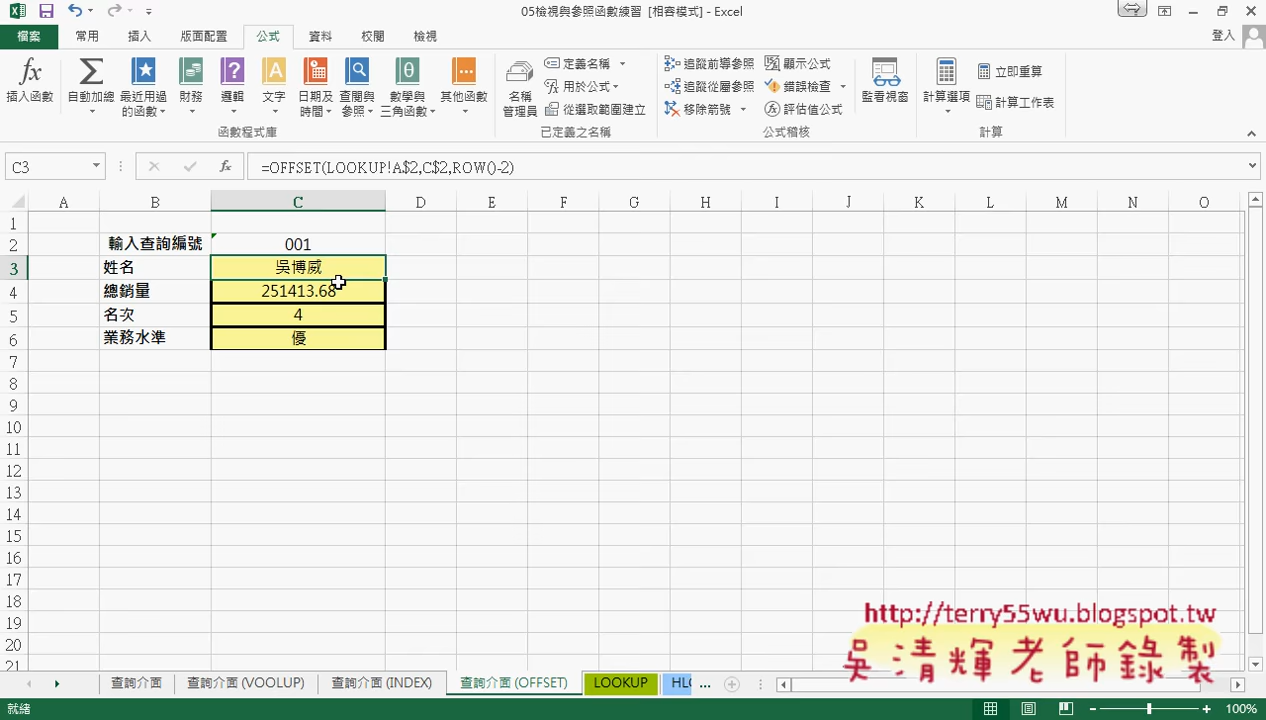 05檢視與參照函數練習 [相容模式] - Excel
檔案 常用 插入 版面配置 公式 資料 校閱 檢視 登入
fx 插入函數
Σ 自動加總
最近用過的函數
財務
邏輯
文字
日期及時間
查閱與參照
數學與三角函數
其他函數
函數程式庫
名稱管理員
定義名稱
用於公式
從選取範圍建立
已定義之名稱
追蹤前導參照
追蹤從屬參照
移除箭號
顯示公式
錯誤檢查
評估值公式
公式稽核
監看視窗
計算選項
立即重算
計算工作表
計算
C3 fx =OFFSET(LOOKUP!A$2,C$2,ROW()-2)
A B C D E F G H I J K L M N O
1
2 輸入查詢編號 001
3 姓名 吳博威
4 總銷量 251413.68
5 名次 4
6 業務水準 優
7
8
9
10
11
12
13
14
15
16
17
18
19
20
21
http://terry55wu.blogspot.tw
吳清輝老師錄製
查詢介面 查詢介面 (VOOLUP) 查詢介面 (INDEX) 查詢介面 (OFFSET) LOOKUP HLC ...
就緒 100%